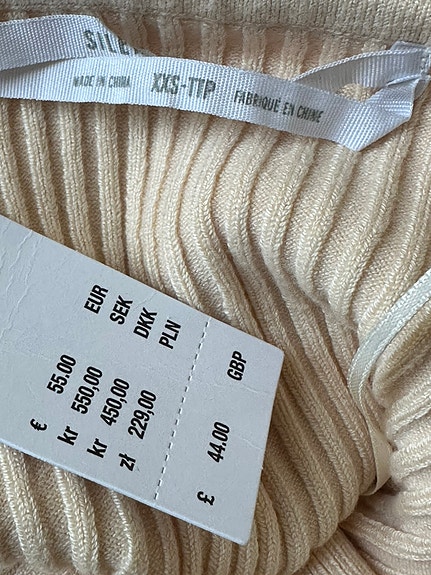 MADE IN CHINA XXS-TTP FABRIQUÉ EN CHINE
€ 55.00 EUR
kr 550,00 SEK
kr 450,00 DKK
zł 229,00 PLN
£ 44.00 GBP